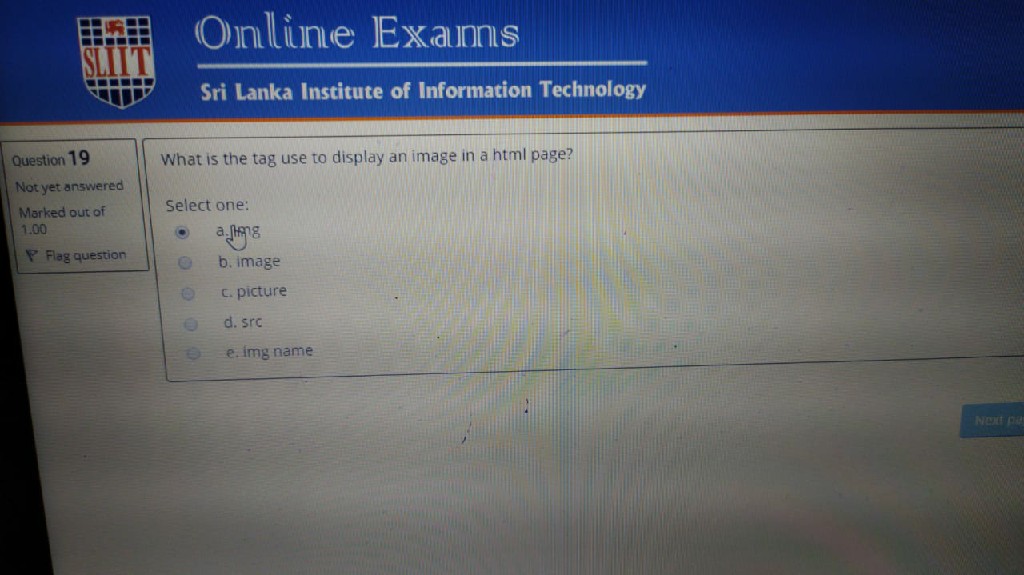 SLIIT
Online Exams
Sri Lanka Institute of Information Technology
Question 19
Not yet answered
Marked out of
1.00
Flag question
What is the tag use to display an image in a html page?
Select one:
a. img
b. image
c. picture
d. src
e. img name
Next